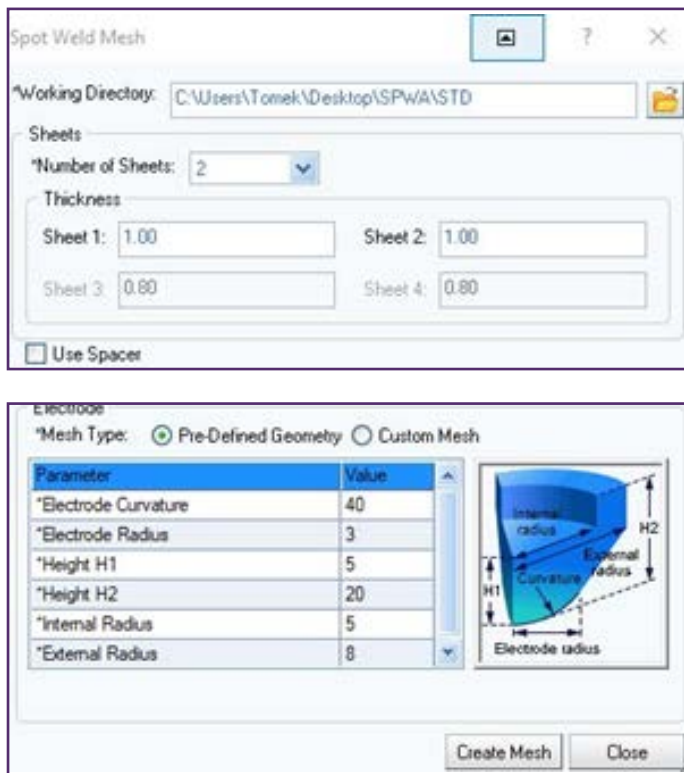 Spot Weld Mesh ? ×
*Working Directory: C:\Users\Tomek\Desktop\SPWA\STD
Sheets
*Number of Sheets: 2
Thickness
Sheet 1: 1.00 Sheet 2: 1.00
Sheet 3: 0.80 Sheet 4: 0.80
Use Spacer
Electrode
*Mesh Type: Pre-Defined Geometry Custom Mesh
Parameter Value
*Electrode Curvature 40
*Electrode Radius 3
*Height H1 5
*Height H2 20
*Internal Radius 5
*External Radius 8
Internal radius
H2
External radius
Curvature
H1
Electrode radius
Create Mesh Close